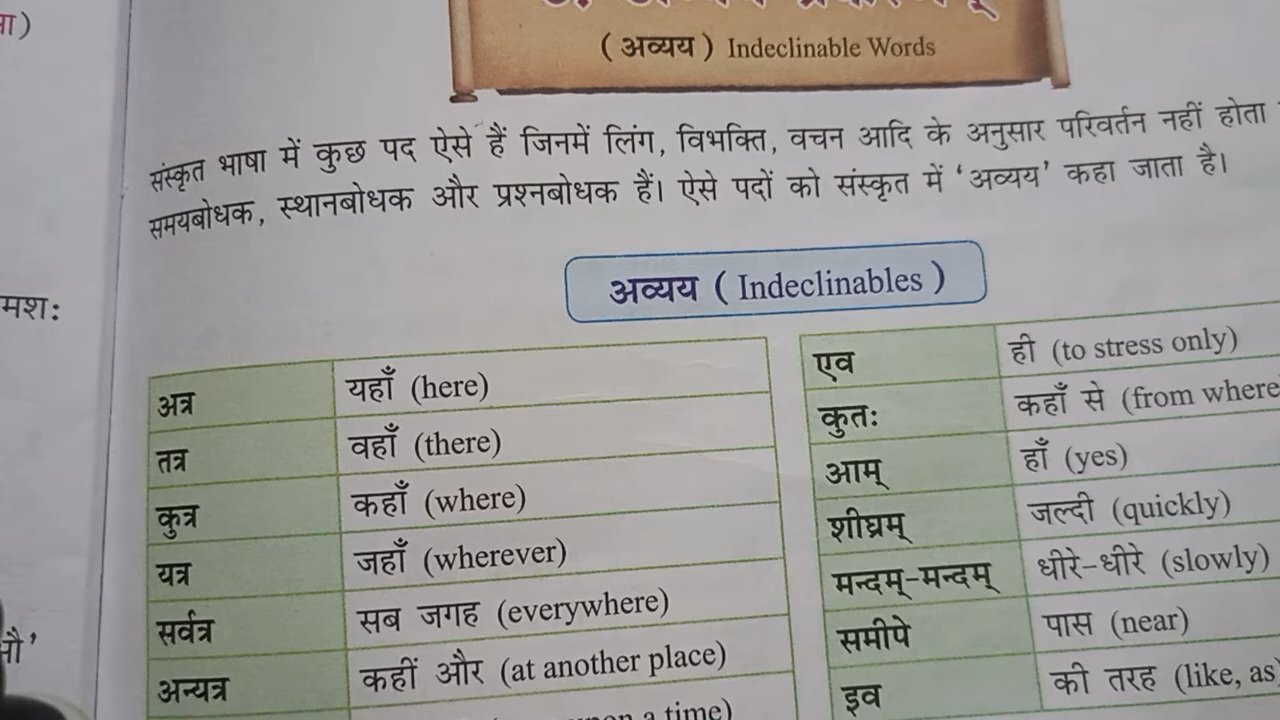 ा)
( अव्यय ) Indeclinable Words
संस्कृत भाषा में कुछ पद ऐसे हैं जिनमें लिंग, विभक्ति, वचन आदि के अनुसार परिवर्तन नहीं होता
समयबोधक, स्थानबोधक और प्रश्नबोधक हैं। ऐसे पदों को संस्कृत में ‘अव्यय’ कहा जाता है।
मशः
अव्यय ( Indeclinables )
अत्र यहाँ (here)
तत्र वहाँ (there)
कुत्र कहाँ (where)
यत्र जहाँ (wherever)
सर्वत्र सब जगह (everywhere)
अन्यत्र कहीं और (at another place)
a time)
एव ही (to stress only)
कुतः कहाँ से (from where
आम् हाँ (yes)
शीघ्रम् जल्दी (quickly)
मन्दम्-मन्दम् धीरे-धीरे (slowly)
समीपे पास (near)
इव की तरह (like, as)